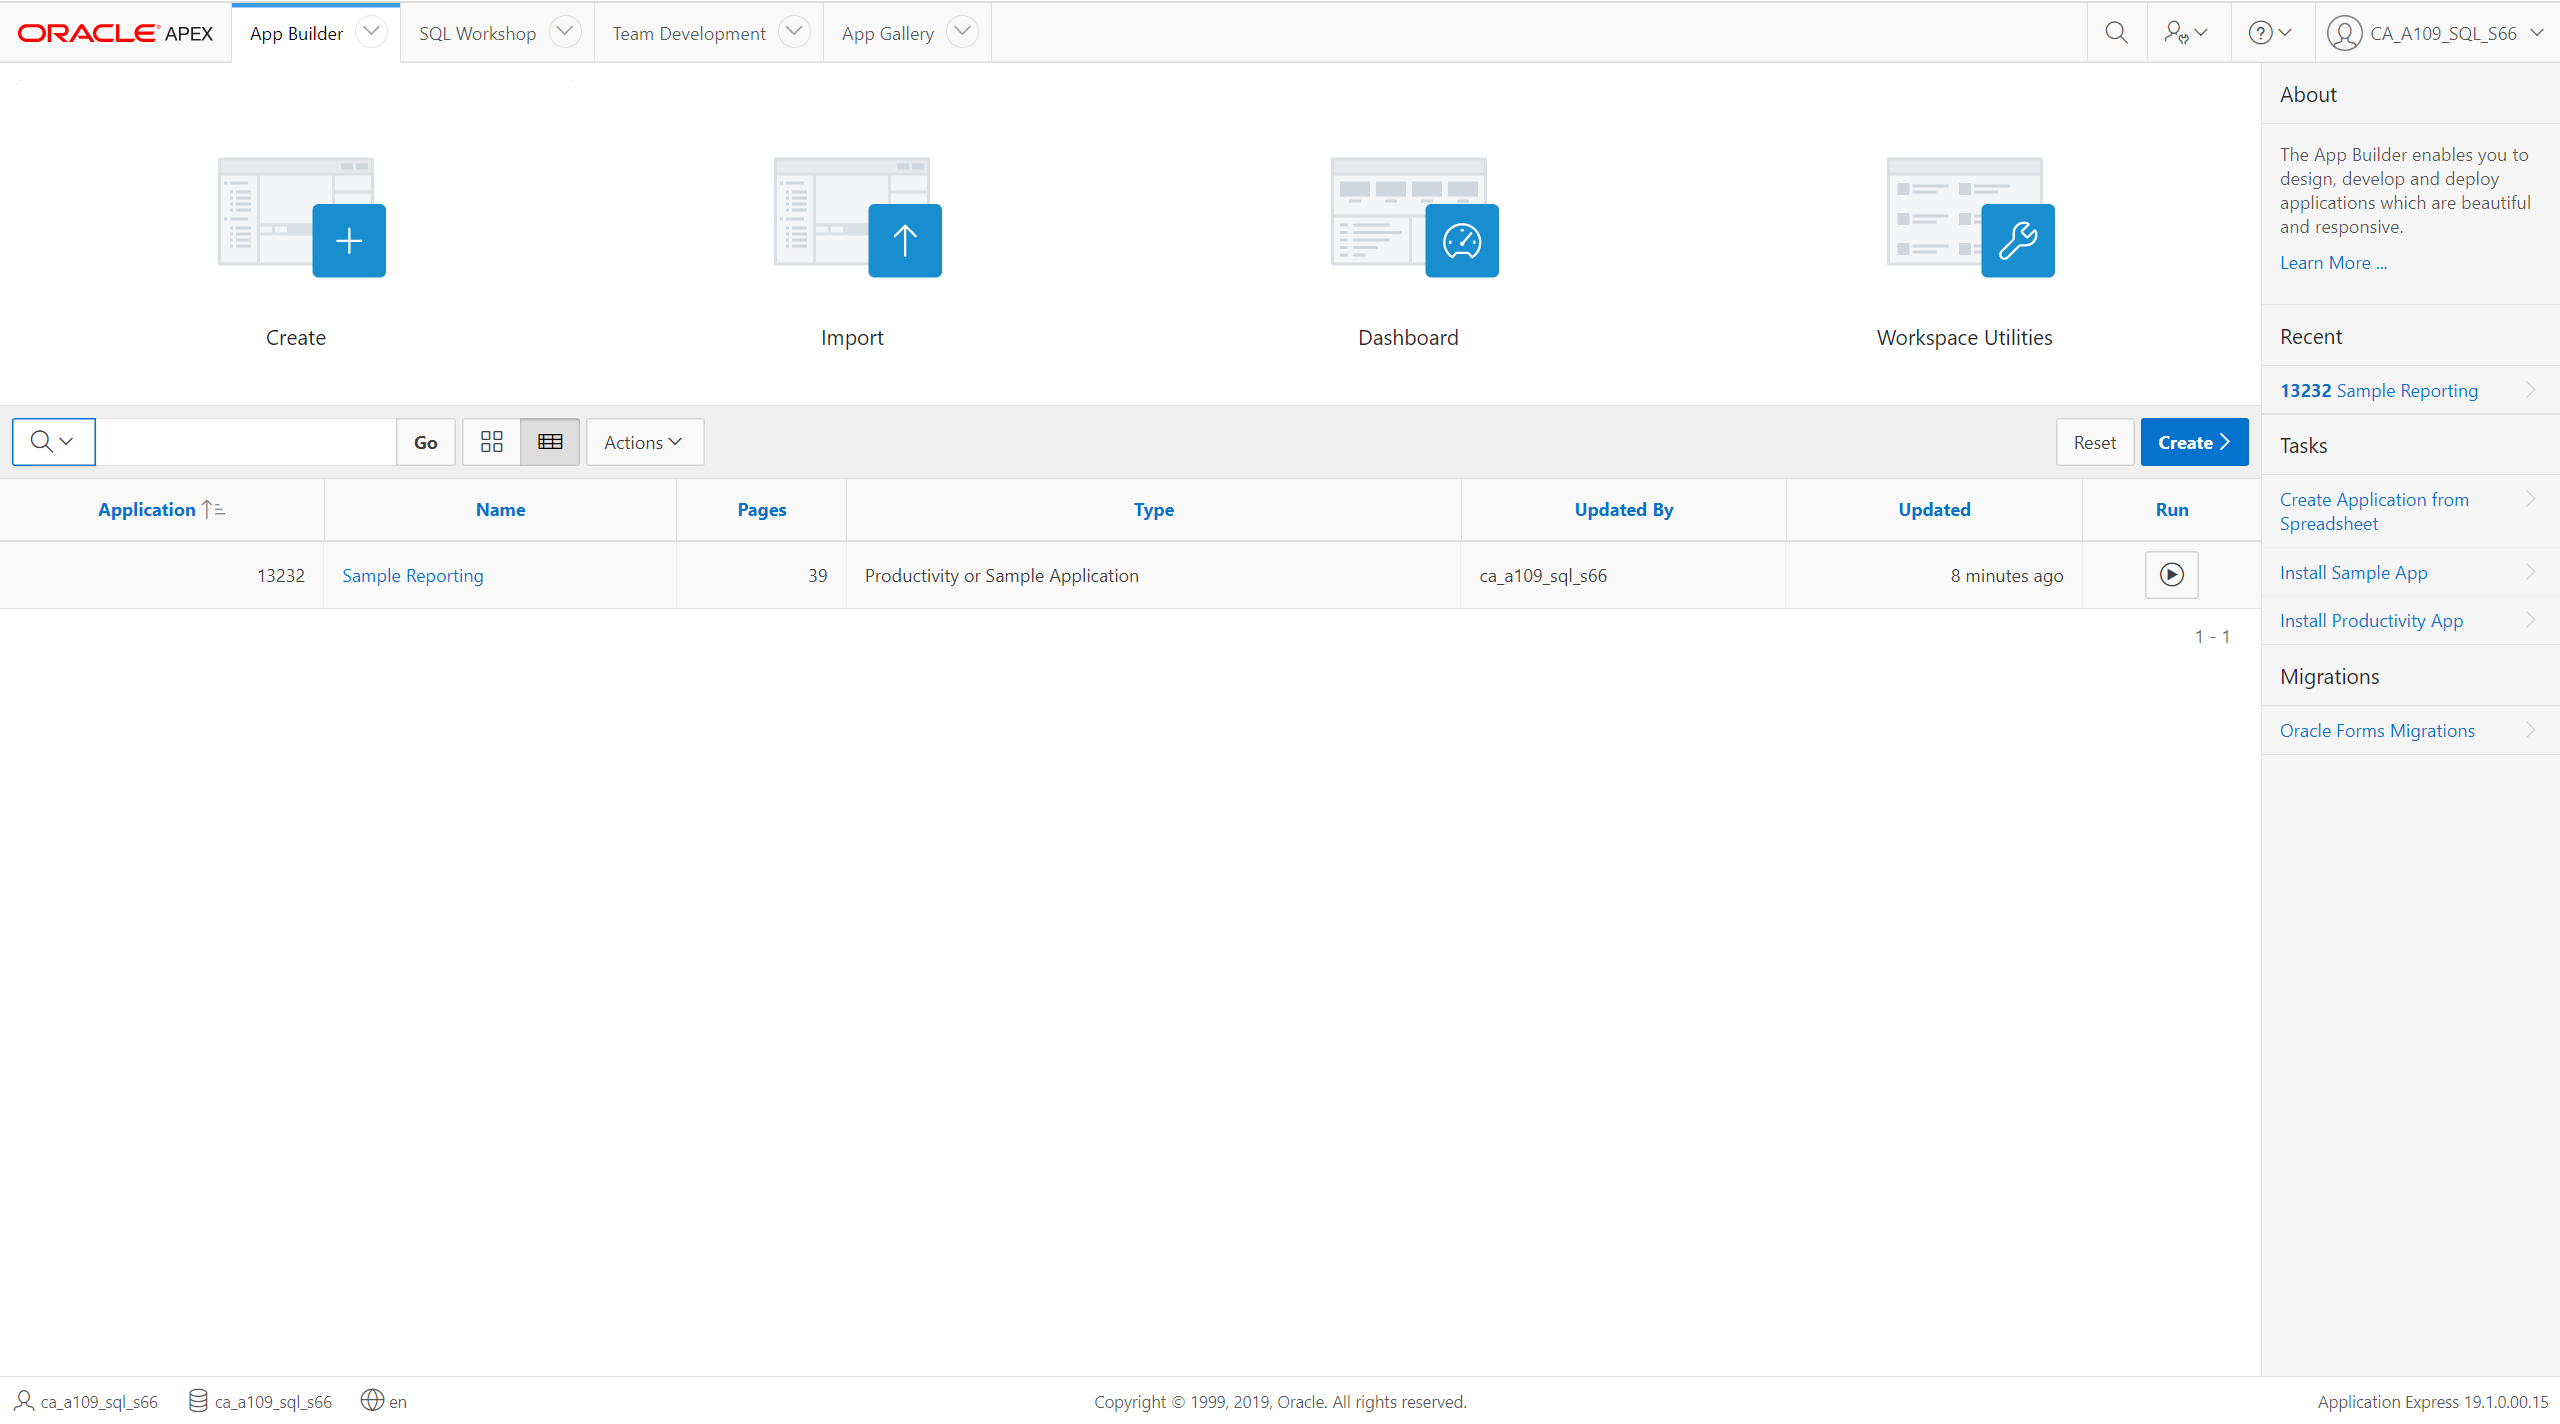 ORACLE APEX App Builder SQL Workshop Team Development App Gallery CA_A109_SQL_S66
Create Import Dashboard Workspace Utilities
Go Actions Reset Create
Application Name Pages Type Updated By Updated Run
13232 Sample Reporting 39 Productivity or Sample Application ca_a109_sql_s66 8 minutes ago
1 - 1
About
The App Builder enables you to
design, develop and deploy
applications which are beautiful
and responsive.
Learn More ...
Recent
13232 Sample Reporting
Tasks
Create Application from
Spreadsheet
Install Sample App
Install Productivity App
Migrations
Oracle Forms Migrations
ca_a109_sql_s66 ca_a109_sql_s66 en Copyright © 1999, 2019, Oracle. All rights reserved. Application Express 19.1.0.00.15